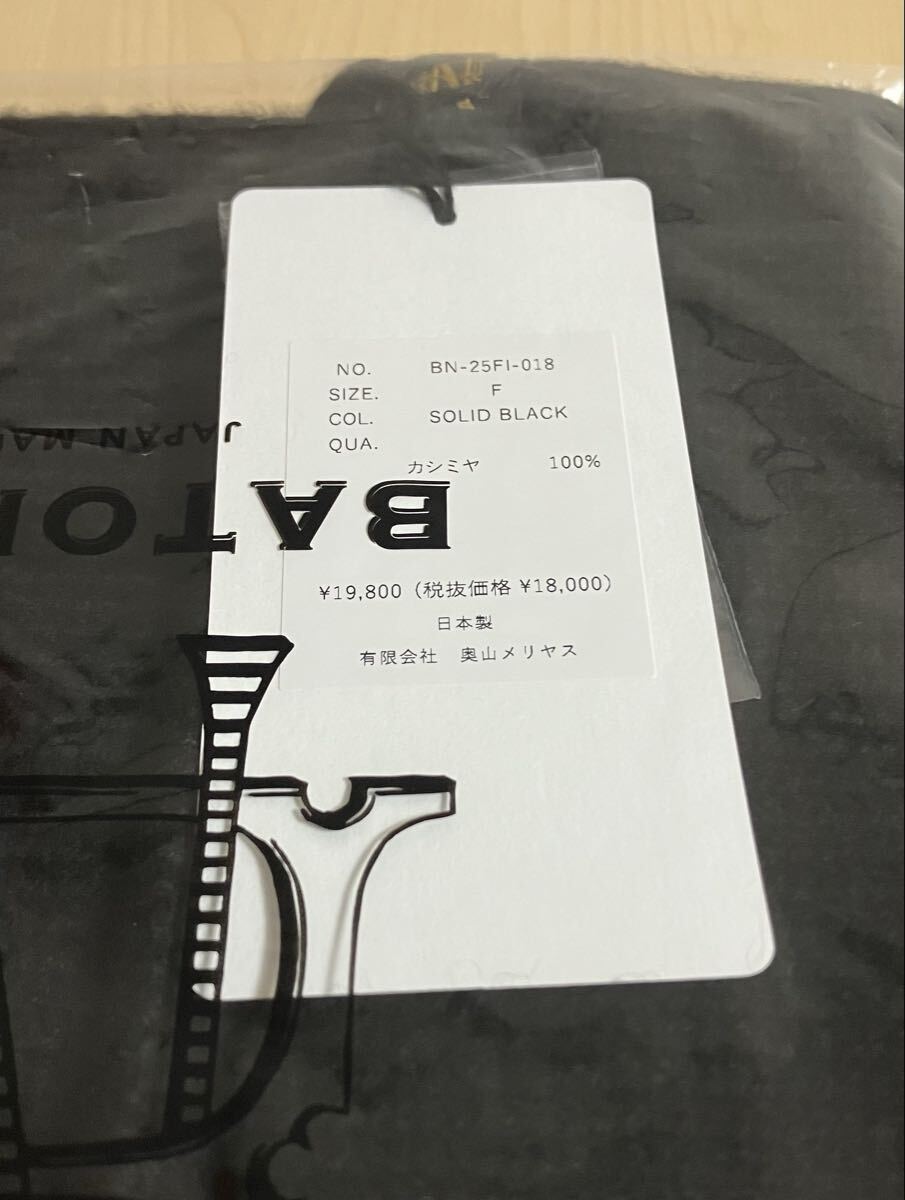 NO. BN-25FI-018
SIZE. F
COL. SOLID BLACK
QUA.
カシミヤ 100%
¥19,800 (税抜価格 ¥18,000)
日本製
有限会社 奥山メリヤス
JAPAN